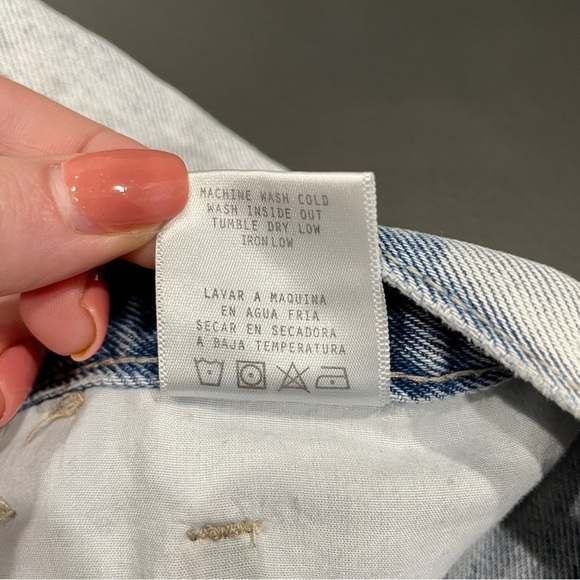 MACHINE WASH COLD
WASH INSIDE OUT
TUMBLE DRY LOW
IRON LOW
LAVAR A MAQUINA
EN AGUA FRIA
SECAR EN SECADORA
A BAJA TEMPERATURA